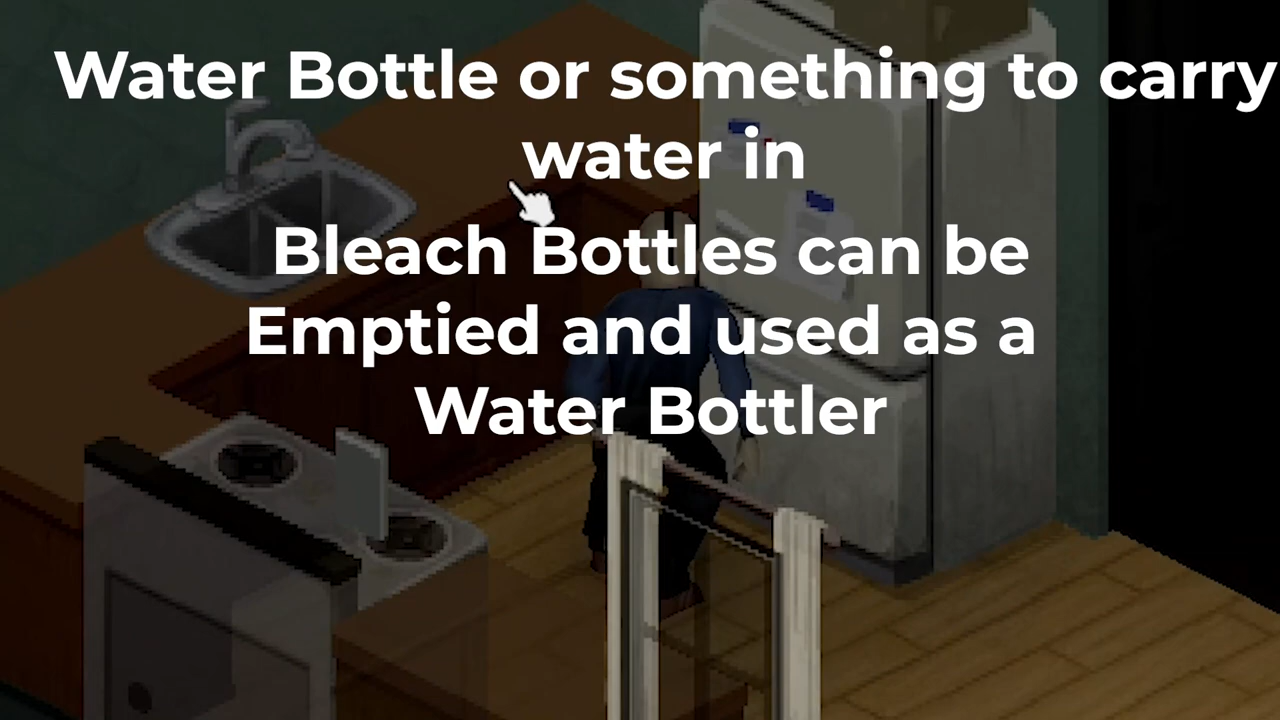 Water Bottle or something to carry
water in
Bleach Bottles can be
Emptied and used as a
Water Bottler